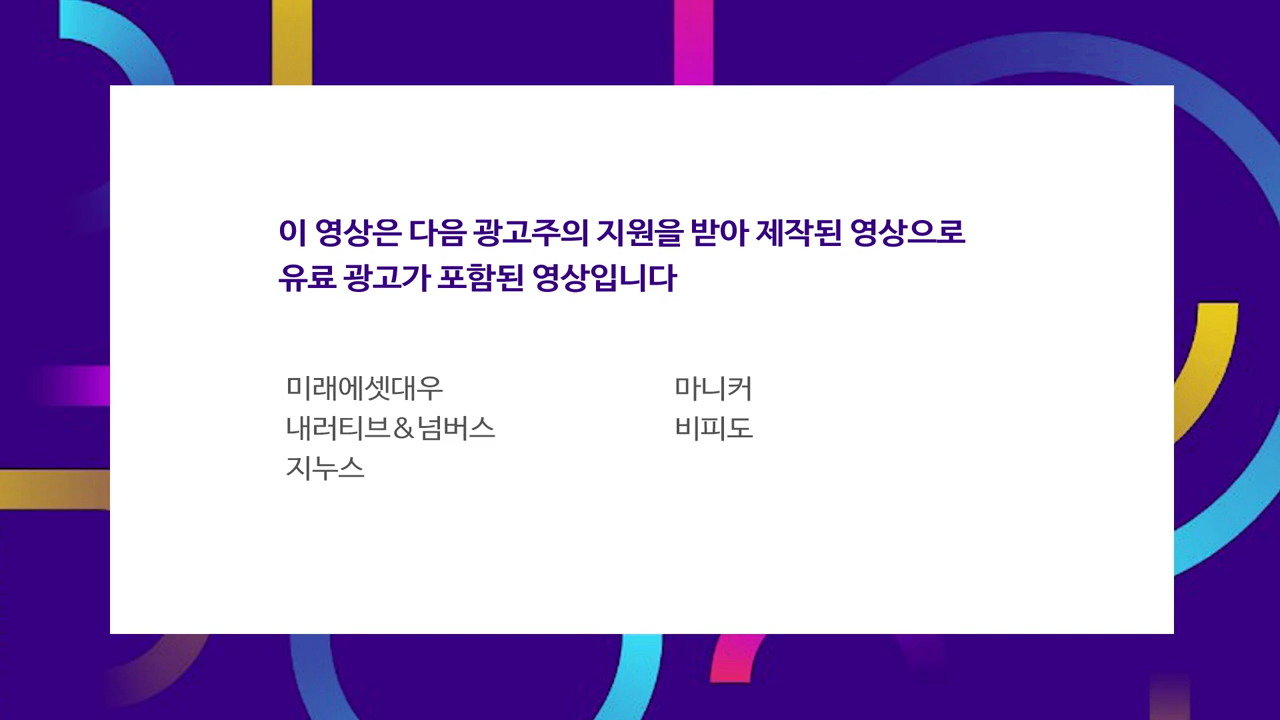 이 영상은 다음 광고주의 지원을 받아 제작된 영상으로
유료 광고가 포함된 영상입니다
미래에셋대우
내러티브&넘버스
지누스
마니커
비피도